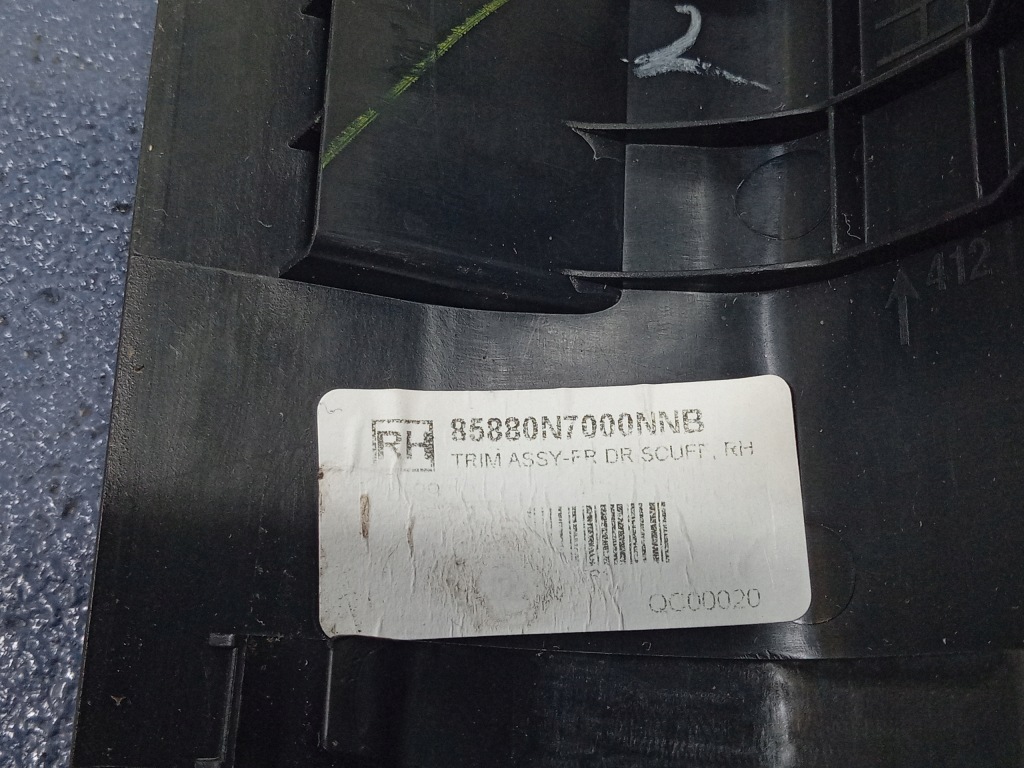 2
412
RH 85880N7000NNB
TRIM ASSY-FR DR SCUFF, RH
QC00020